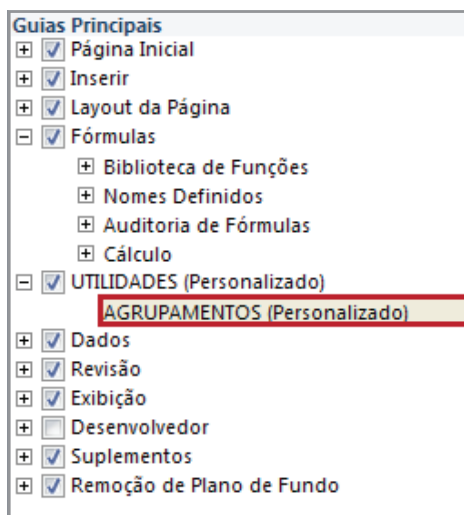 Guias Principais
Página Inicial
Inserir
Layout da Página
Fórmulas
Biblioteca de Funções
Nomes Definidos
Auditoria de Fórmulas
Cálculo
UTILIDADES (Personalizado)
AGRUPAMENTOS (Personalizado)
Dados
Revisão
Exibição
Desenvolvedor
Suplementos
Remoção de Plano de Fundo